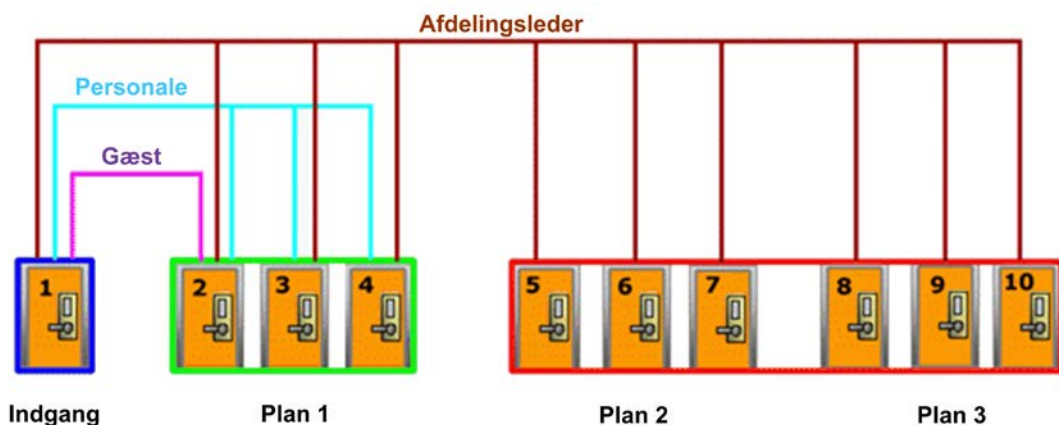 Afdelingsleder
Personale
Gæst
1 2 3 4 5 6 7 8 9 10
Indgang Plan 1 Plan 2 Plan 3